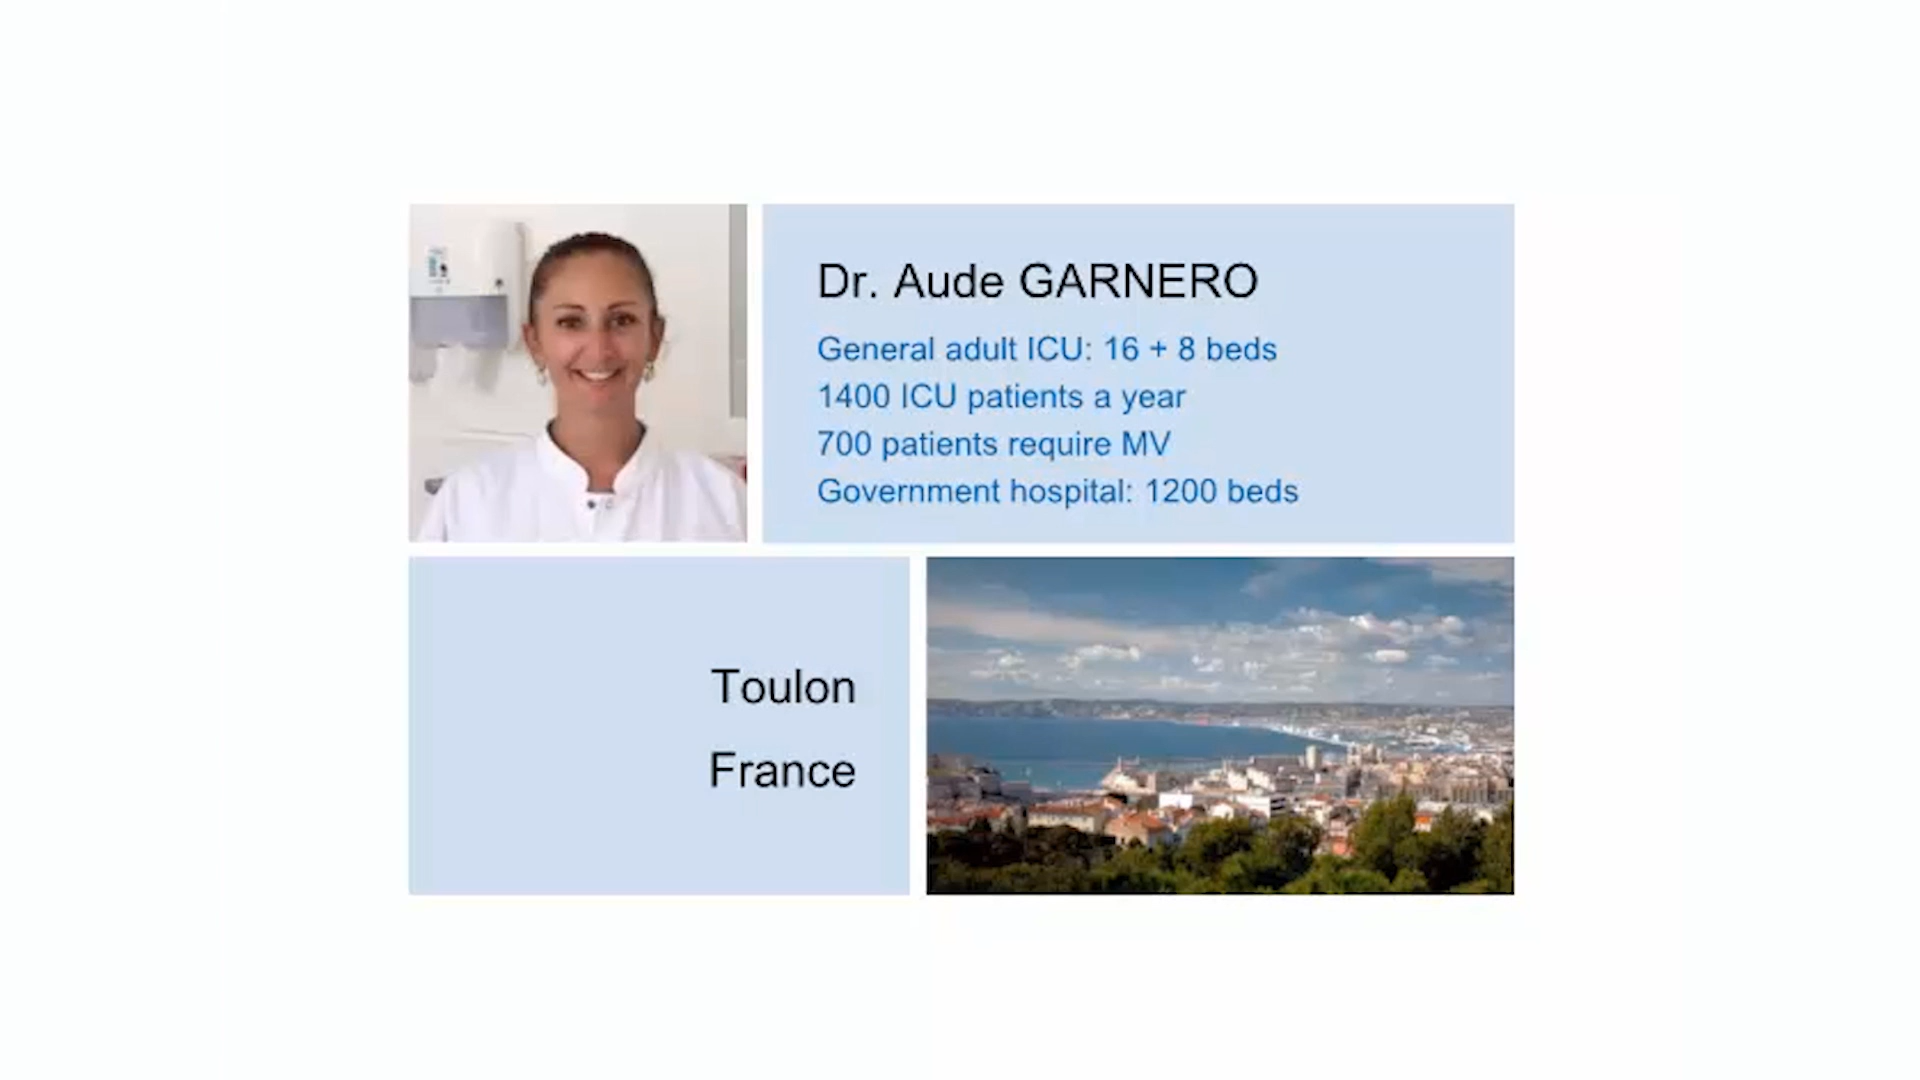 Dr. Aude GARNERO
General adult ICU: 16 + 8 beds
1400 ICU patients a year
700 patients require MV
Government hospital: 1200 beds
Toulon
France